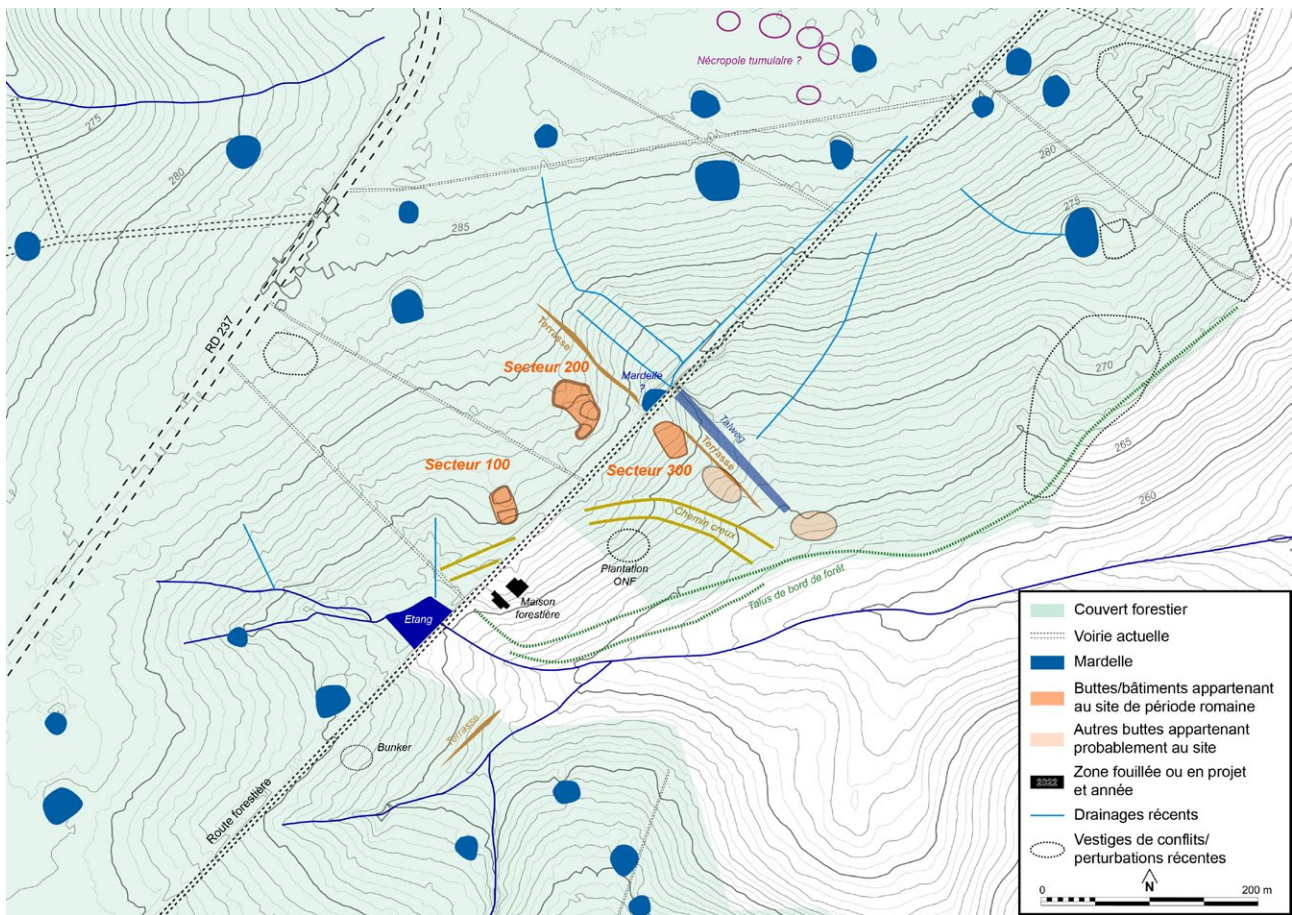 Nécropole tumulaire ?
275
280
280
285
275
RD 237
Terrasse
Secteur 200
Mardelle
?
270
Talweg
Terrasse
Secteur 100
Secteur 300
265
260
Chemin creux
Plantation
ONF
Talus de bord de forêt
Maison
forestière
Etang
Terrasse
Bunker
Route forestière
Couvert forestier
Voirie actuelle
Mardelle
Buttes/bâtiments appartenant
au site de période romaine
Autres buttes appartenant
probablement au site
2022 Zone fouillée ou en projet
et année
Drainages récents
Vestiges de conflits/
perturbations récentes
0 N 200 m